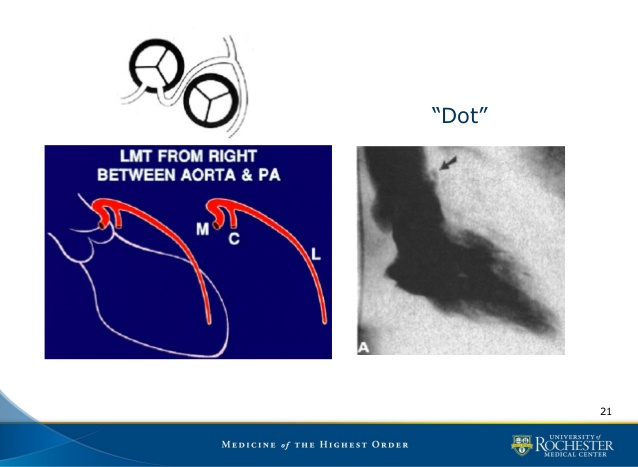 “Dot”
LMT FROM RIGHT
BETWEEN AORTA & PA
M
C
L
A
21
MEDICINE of THE HIGHEST ORDER
UNIVERSITY of
ROCHESTER
MEDICAL CENTER